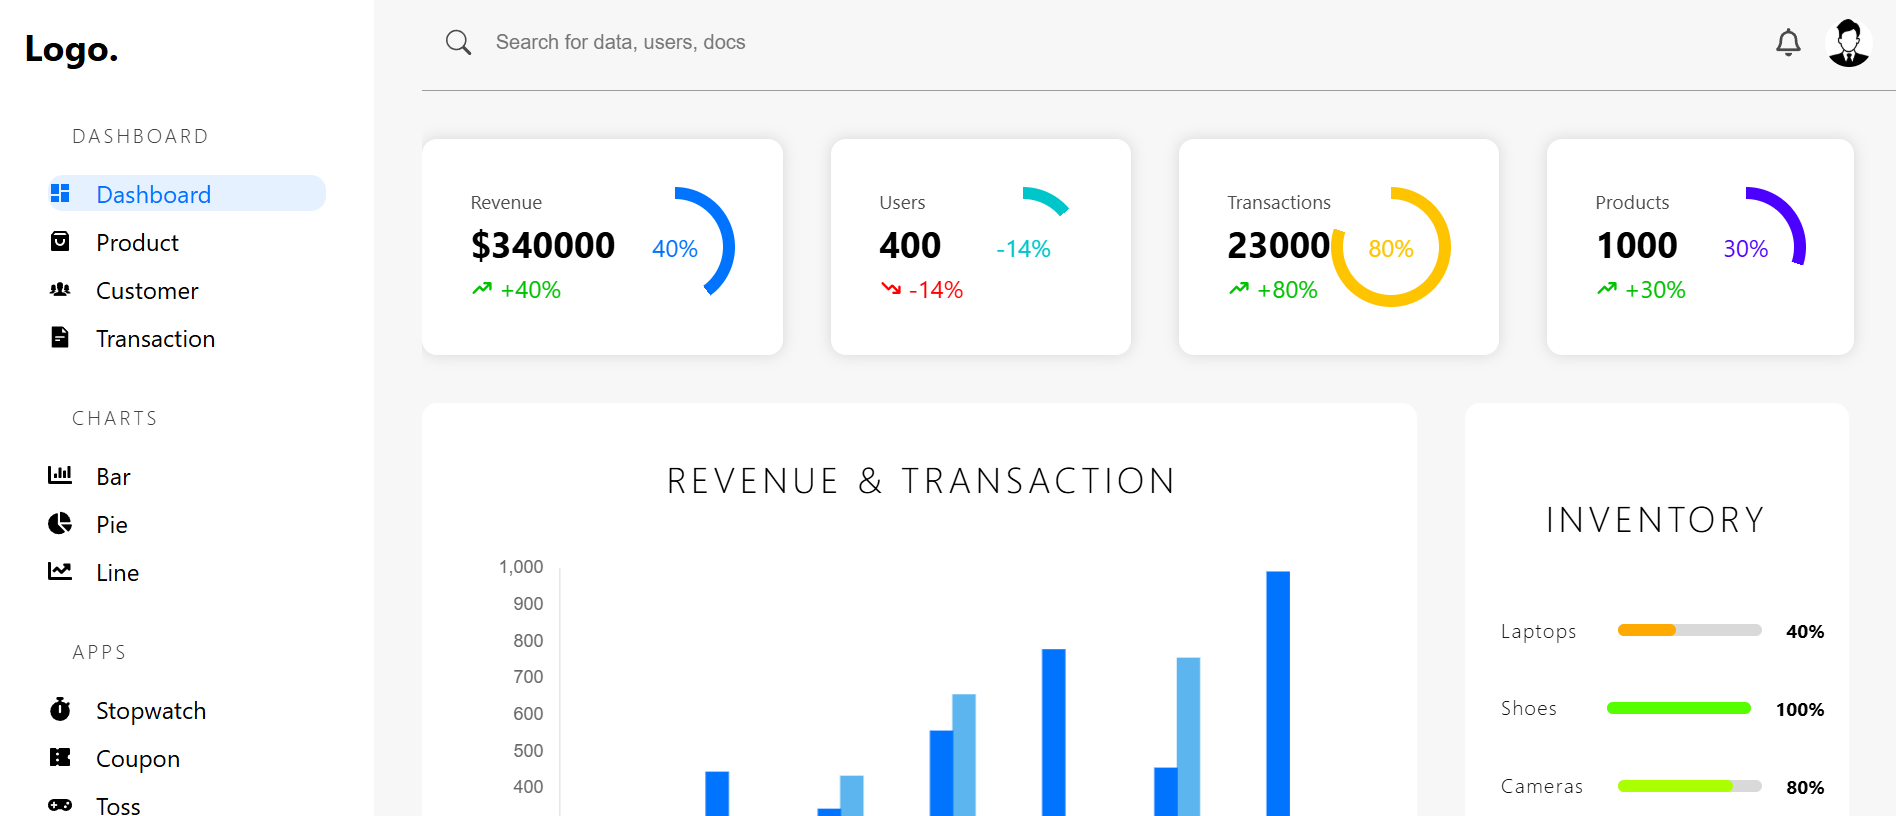 Logo.
DASHBOARD
Dashboard
Product
Customer
Transaction
CHARTS
Bar
Pie
Line
APPS
Stopwatch
Coupon
Toss
Search for data, users, docs
Revenue
$340000
+40%
40%
Users
400
-14%
-14%
Transactions
23000
+80%
80%
Products
1000
+30%
30%
REVENUE & TRANSACTION
1,000
900
800
700
600
500
400
INVENTORY
Laptops 40%
Shoes 100%
Cameras 80%